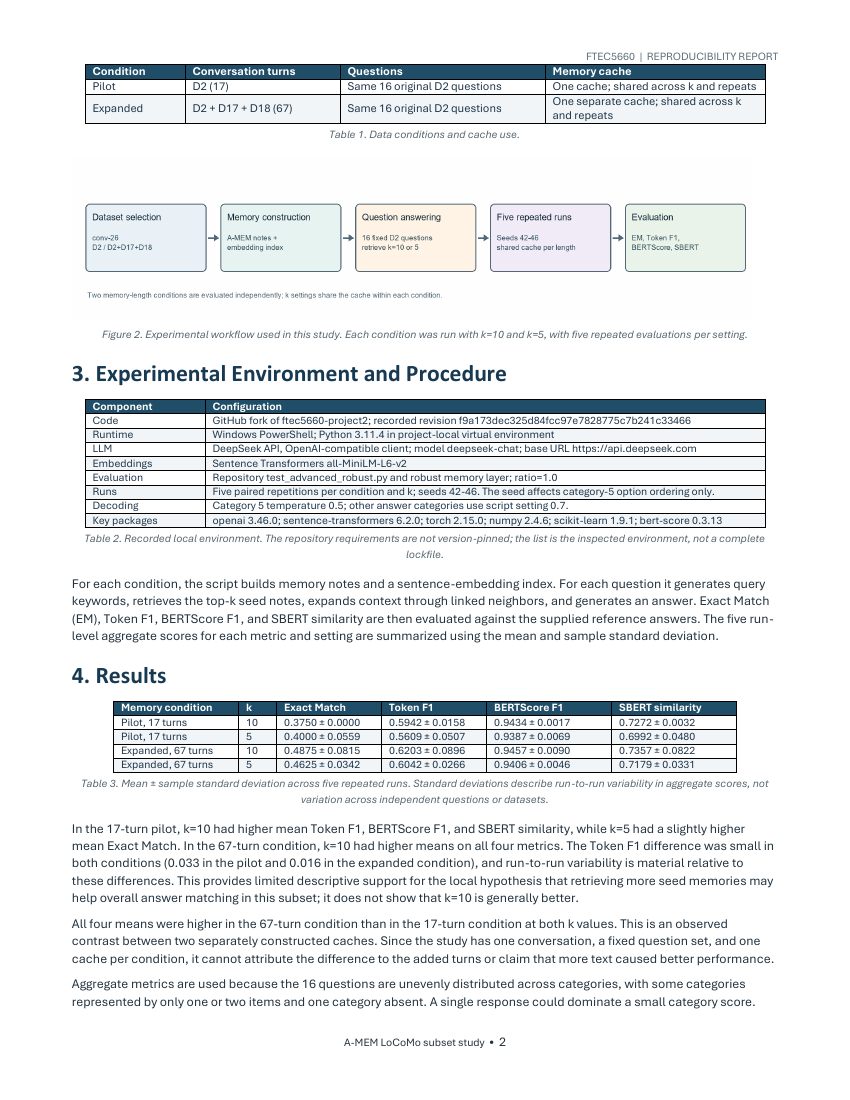 FTEC5660 | REPRODUCIBILITY REPORT
Condition Conversation turns Questions Memory cache
Pilot D2 (17) Same 16 original D2 questions One cache; shared across k and repeats
Expanded D2 + D17 + D18 (67) Same 16 original D2 questions One separate cache; shared across k
and repeats
Table 1. Data conditions and cache use.
Dataset selection Memory construction Question answering Five repeated runs Evaluation
conv-26 A-MEM notes + 16 fixed D2 questions Seeds 42-46 EM, Token F1,
D2 / D2+D17+D18 embedding index retrieve k=10 or 5 shared cache per length BERTScore, SBERT
Two memory-length conditions are evaluated independently; k settings share the cache within each condition.
Figure 2. Experimental workflow used in this study. Each condition was run with k=10 and k=5, with five repeated evaluations per setting.
3. Experimental Environment and Procedure
Component Configuration
Code GitHub fork of ftec5660-project2; recorded revision f9a173dec325d84fcc97e7828775c7b241c33466
Runtime Windows PowerShell; Python 3.11.4 in project-local virtual environment
LLM DeepSeek API, OpenAI-compatible client; model deepseek-chat; base URL https://api.deepseek.com
Embeddings Sentence Transformers all-MiniLM-L6-v2
Evaluation Repository test_advanced_robust.py and robust memory layer; ratio=1.0
Runs Five paired repetitions per condition and k; seeds 42-46. The seed affects category-5 option ordering only.
Decoding Category 5 temperature 0.5; other answer categories use script setting 0.7.
Key packages openai 3.46.0; sentence-transformers 6.2.0; torch 2.15.0; numpy 2.4.6; scikit-learn 1.9.1; bert-score 0.3.13
Table 2. Recorded local environment. The repository requirements are not version-pinned; the list is the inspected environment, not a complete
lockfile.
For each condition, the script builds memory notes and a sentence-embedding index. For each question it generates query
keywords, retrieves the top-k seed notes, expands context through linked neighbors, and generates an answer. Exact Match
(EM), Token F1, BERTScore F1, and SBERT similarity are then evaluated against the supplied reference answers. The five run-
level aggregate scores for each metric and setting are summarized using the mean and sample standard deviation.
4. Results
Memory condition k Exact Match Token F1 BERTScore F1 SBERT similarity
Pilot, 17 turns 10 0.3750 ± 0.0000 0.5942 ± 0.0158 0.9434 ± 0.0017 0.7272 ± 0.0032
Pilot, 17 turns 5 0.4000 ± 0.0559 0.5609 ± 0.0507 0.9387 ± 0.0069 0.6992 ± 0.0480
Expanded, 67 turns 10 0.4875 ± 0.0815 0.6203 ± 0.0896 0.9457 ± 0.0090 0.7357 ± 0.0822
Expanded, 67 turns 5 0.4625 ± 0.0342 0.6042 ± 0.0266 0.9406 ± 0.0046 0.7179 ± 0.0331
Table 3. Mean ± sample standard deviation across five repeated runs. Standard deviations describe run-to-run variability in aggregate scores, not
variation across independent questions or datasets.
In the 17-turn pilot, k=10 had higher mean Token F1, BERTScore F1, and SBERT similarity, while k=5 had a slightly higher
mean Exact Match. In the 67-turn condition, k=10 had higher means on all four metrics. The Token F1 difference was small in
both conditions (0.033 in the pilot and 0.016 in the expanded condition), and run-to-run variability is material relative to
these differences. This provides limited descriptive support for the local hypothesis that retrieving more seed memories may
help overall answer matching in this subset; it does not show that k=10 is generally better.
All four means were higher in the 67-turn condition than in the 17-turn condition at both k values. This is an observed
contrast between two separately constructed caches. Since the study has one conversation, a fixed question set, and one
cache per condition, it cannot attribute the difference to the added turns or claim that more text caused better performance.
Aggregate metrics are used because the 16 questions are unevenly distributed across categories, with some categories
represented by only one or two items and one category absent. A single response could dominate a small category score.
A-MEM LoCoMo subset study • 2